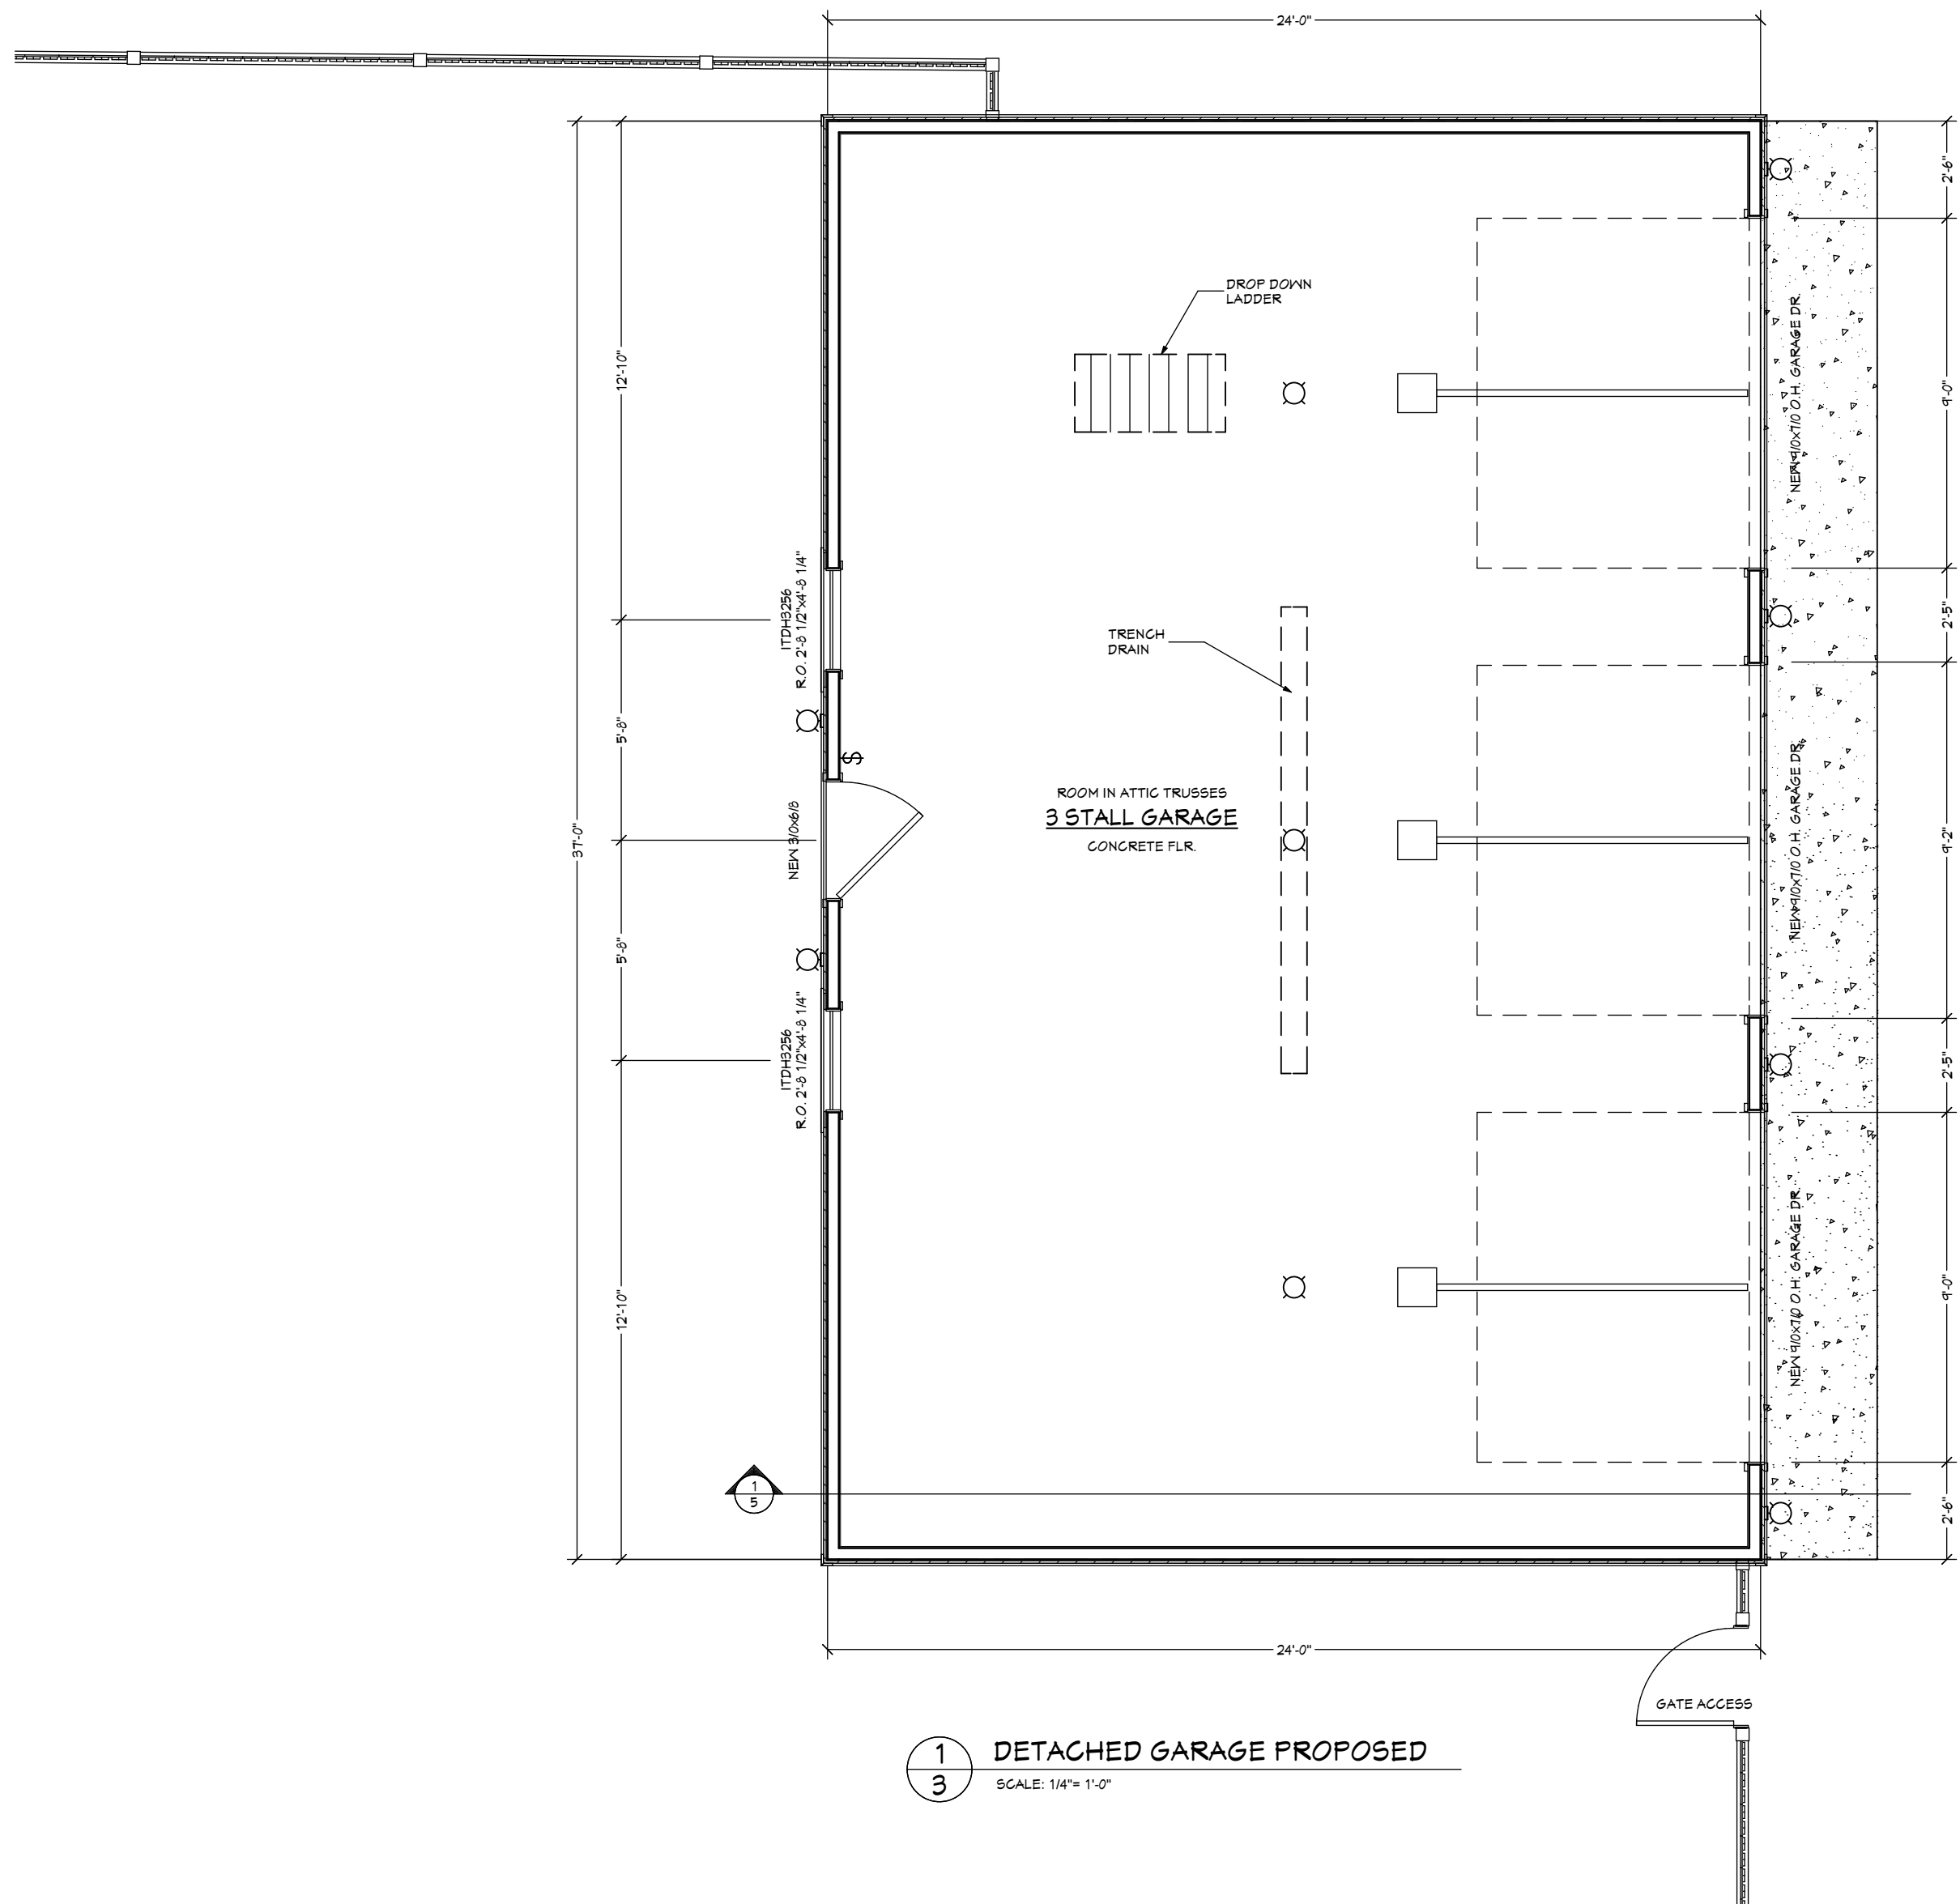 24'-0"
2'-6"
DROP DOWN
LADDER
NEW 9/0x7/0 O.H. GARAGE DR.
12'-10"
9'-0"
ITDH3256
R.O. 2'-8 1/2"x4'-8 1/4"
TRENCH
DRAIN
2'-5"
5'-8"
$
ROOM IN ATTIC TRUSSES
3 STALL GARAGE
CONCRETE FLR.
37'-0"
NEW 3/0x6/8
NEW 9/0x7/0 O.H. GARAGE DR.
9'-2"
5'-8"
ITDH3256
R.O. 2'-8 1/2"x4'-8 1/4"
2'-5"
12'-10"
NEW 9/0x7/0 O.H. GARAGE DR.
9'-0"
1
5
2'-6"
24'-0"
GATE ACCESS
1
3
DETACHED GARAGE PROPOSED
SCALE: 1/4"= 1'-0"